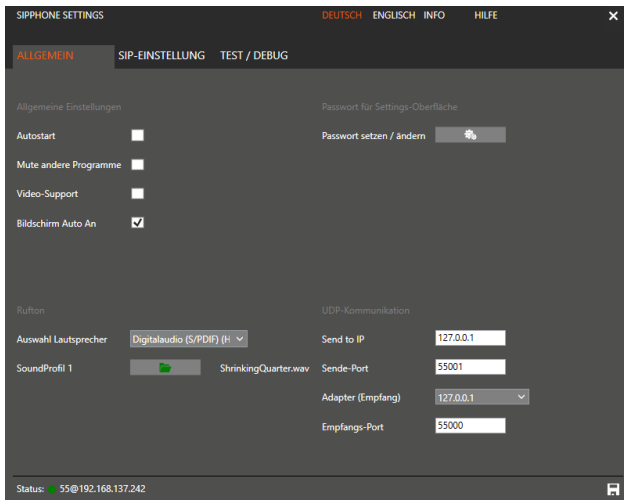 SIPPHONE SETTINGS DEUTSCH ENGLISCH INFO HILFE
ALLGEMEIN SIP-EINSTELLUNG TEST / DEBUG
Allgemeine Einstellungen Passwort für Settings-Oberfläche
Autostart Passwort setzen / ändern
Mute andere Programme
Video-Support
Bildschirm Auto An
Rufton UDP-Kommunikation
Auswahl Lautsprecher Digitalaudio (S/PDIF) (H Send to IP 127.0.0.1
SoundProfil 1 ShrinkingQuarter.wav Sende-Port 55001
Adapter (Empfang) 127.0.0.1
Empfangs-Port 55000
Status: 55@192.168.137.242